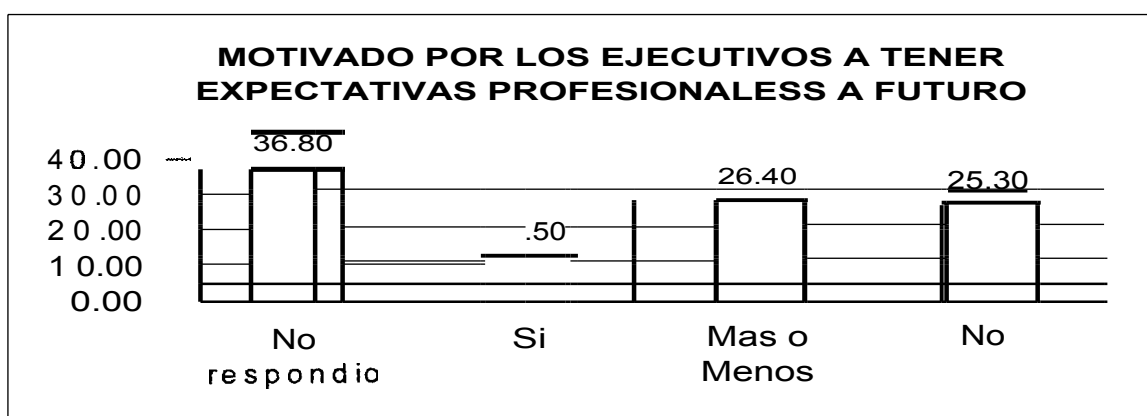 MOTIVADO POR LOS EJECUTIVOS A TENER
EXPECTATIVAS PROFESIONALESS A FUTURO
36.80
40.00
30.00
20.00
10.00
0.00
.50
26.40
25.30
No
respondio
Si
Mas o
Menos
No